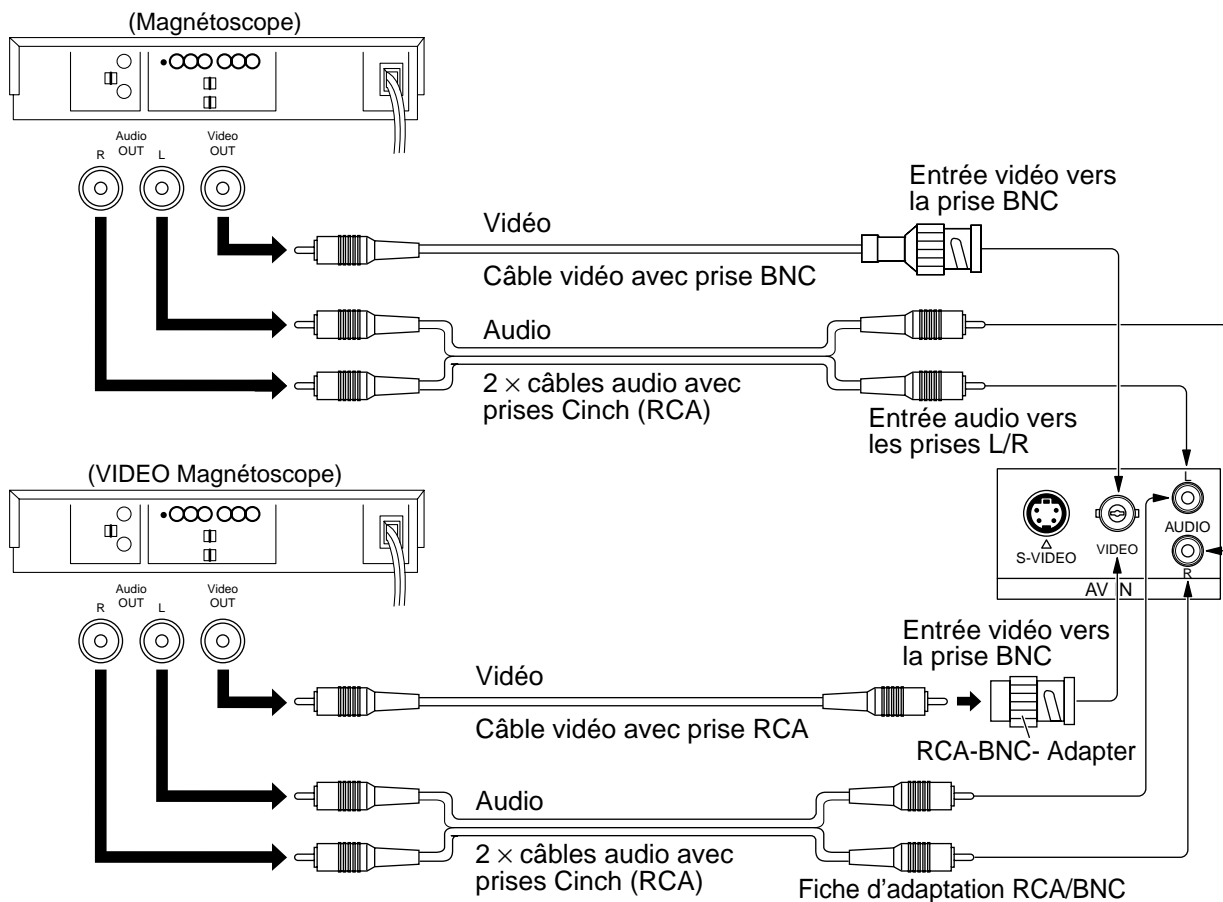 (Magnétoscope)
Audio
OUT
R
L
Video
OUT
Vidéo
Câble vidéo avec prise BNC
Entrée vidéo vers
la prise BNC
Audio
2 × câbles audio avec
prises Cinch (RCA)
Entrée audio vers
les prises L/R
(VIDEO Magnétoscope)
Audio
OUT
R
L
Video
OUT
S-VIDEO
VIDEO
L
AUDIO
R
AV IN
Vidéo
Câble vidéo avec prise RCA
Entrée vidéo vers
la prise BNC
RCA-BNC- Adapter
Audio
2 × câbles audio avec
prises Cinch (RCA)
Fiche d'adaptation RCA/BNC